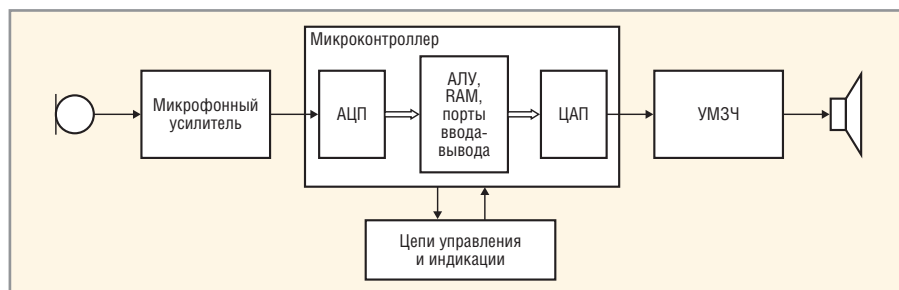 Микроконтроллер
Микрофонный
усилитель
АЦП
АЛУ,
RAM,
порты
ввода-
вывода
ЦАП
УМЗЧ
Цепи управления
и индикации